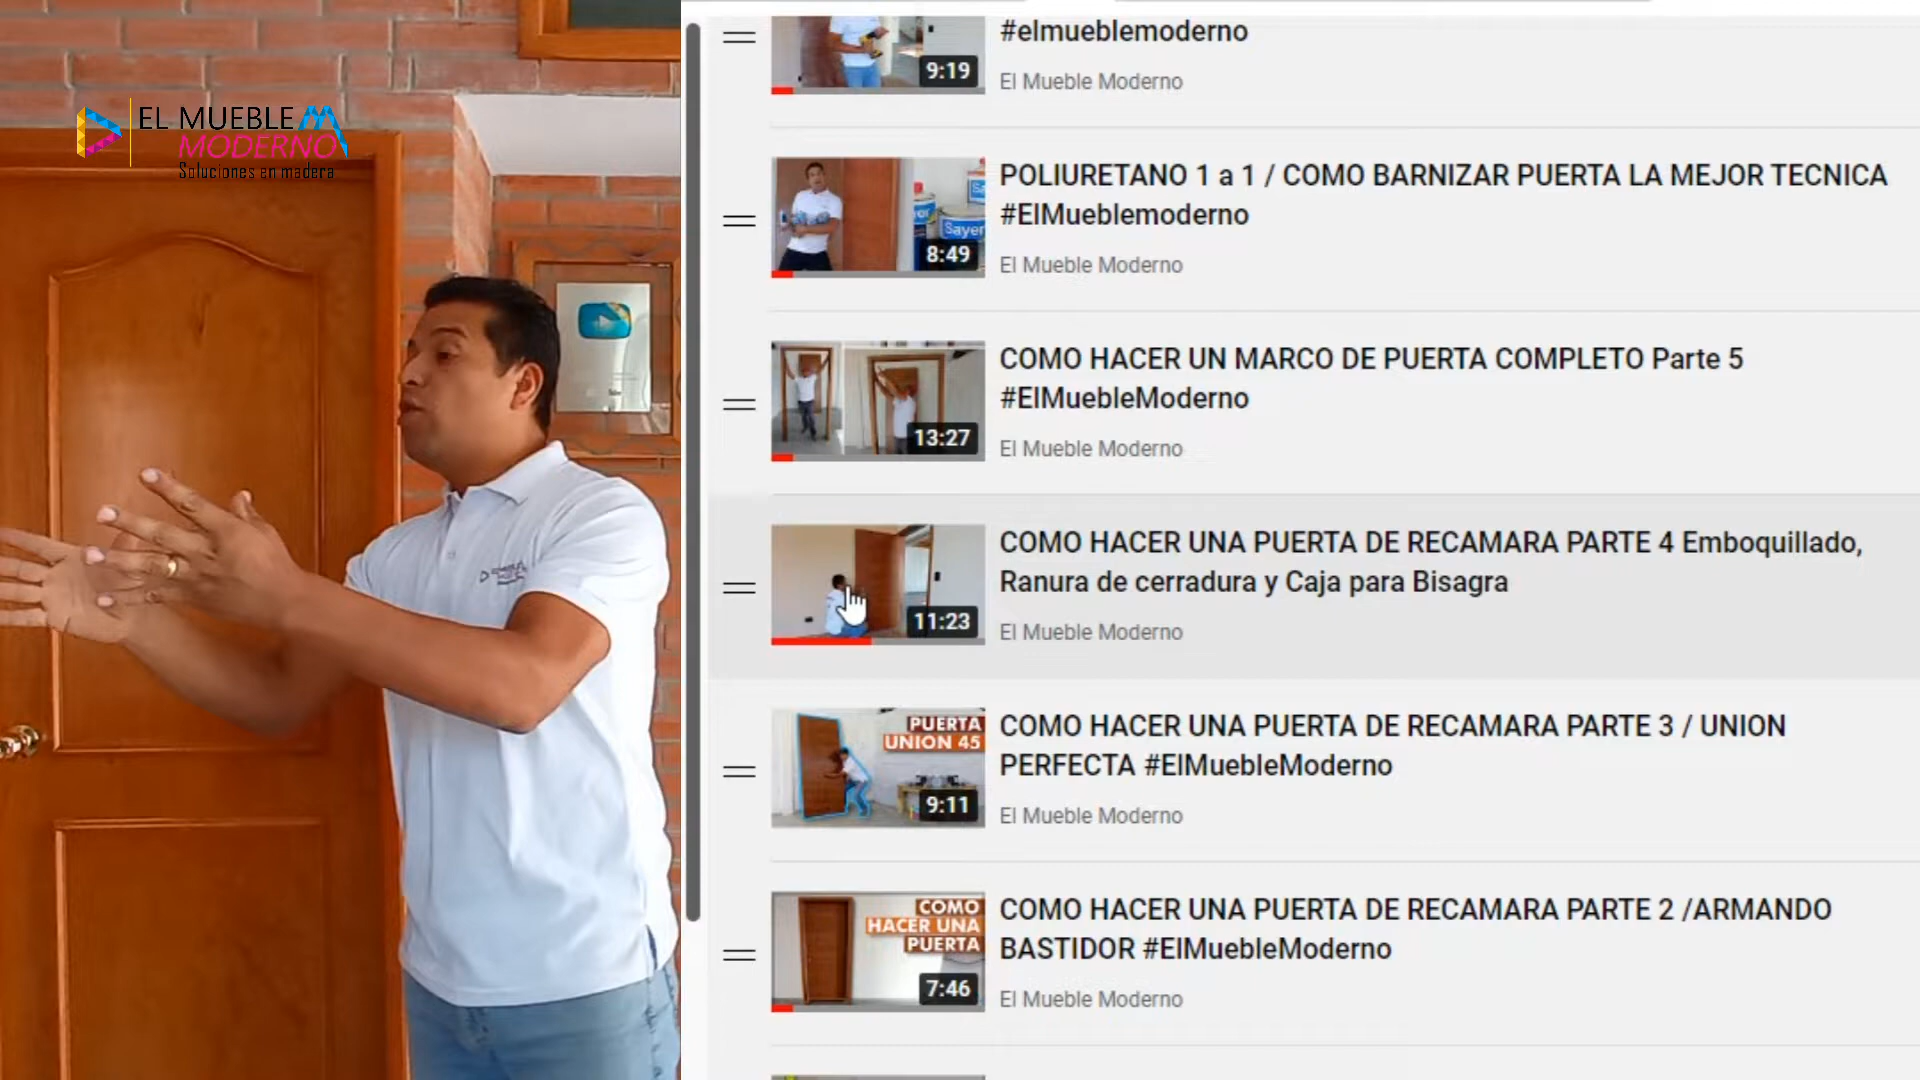 EL MUEBLE
MODERNO
Soluciones en madera
#elmueblemoderno
9:19
El Mueble Moderno
POLIURETANO 1 a 1 / COMO BARNIZAR PUERTA LA MEJOR TECNICA
#ElMueblemoderno
Sayer
8:49
El Mueble Moderno
COMO HACER UN MARCO DE PUERTA COMPLETO Parte 5
#ElMuebleModerno
13:27
El Mueble Moderno
COMO HACER UNA PUERTA DE RECAMARA PARTE 4 Emboquillado,
Ranura de cerradura y Caja para Bisagra
11:23
El Mueble Moderno
PUERTA
UNION 45
COMO HACER UNA PUERTA DE RECAMARA PARTE 3 / UNION
PERFECTA #ElMuebleModerno
9:11
El Mueble Moderno
COMO
HACER UNA
PUERTA
COMO HACER UNA PUERTA DE RECAMARA PARTE 2 /ARMANDO
BASTIDOR #ElMuebleModerno
7:46
El Mueble Moderno